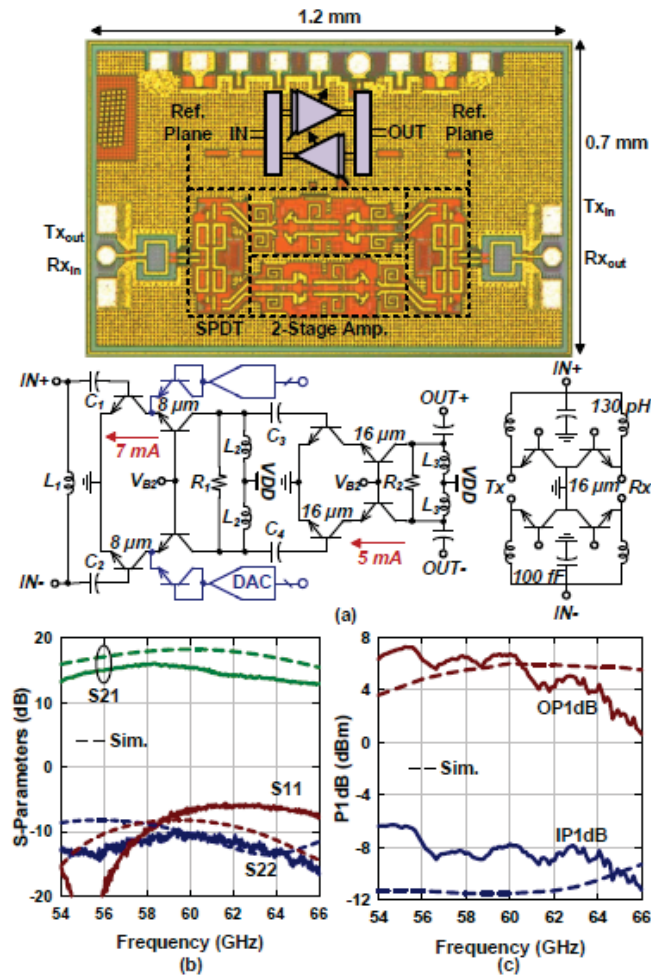 1.2 mm
Ref.
Plane
IN
OUT
Ref.
Plane
0.7 mm
Tx_out
Rx_in
Tx_in
Rx_out
SPDT
2-Stage Amp.
IN+
C1
8 µm
7 mA
L1
VB2
R1
L2
L2
VDD
C3
16 µm
VB2
16 µm
R2
L3
L3
VDD
OUT+
C2
8 µm
IN-
DAC
C4
5 mA
OUT-
IN+
130 pH
Tx
16 µm
Rx
100 fF
IN-
(a)
S-Parameters (dB)
20
10
0
-10
-20
S21
Sim.
S11
S22
54 56 58 60 62 64 66
Frequency (GHz)
(b)
P1dB (dBm)
8
4
0
-4
-8
-12
OP1dB
Sim.
IP1dB
54 56 58 60 62 64 66
Frequency (GHz)
(c)